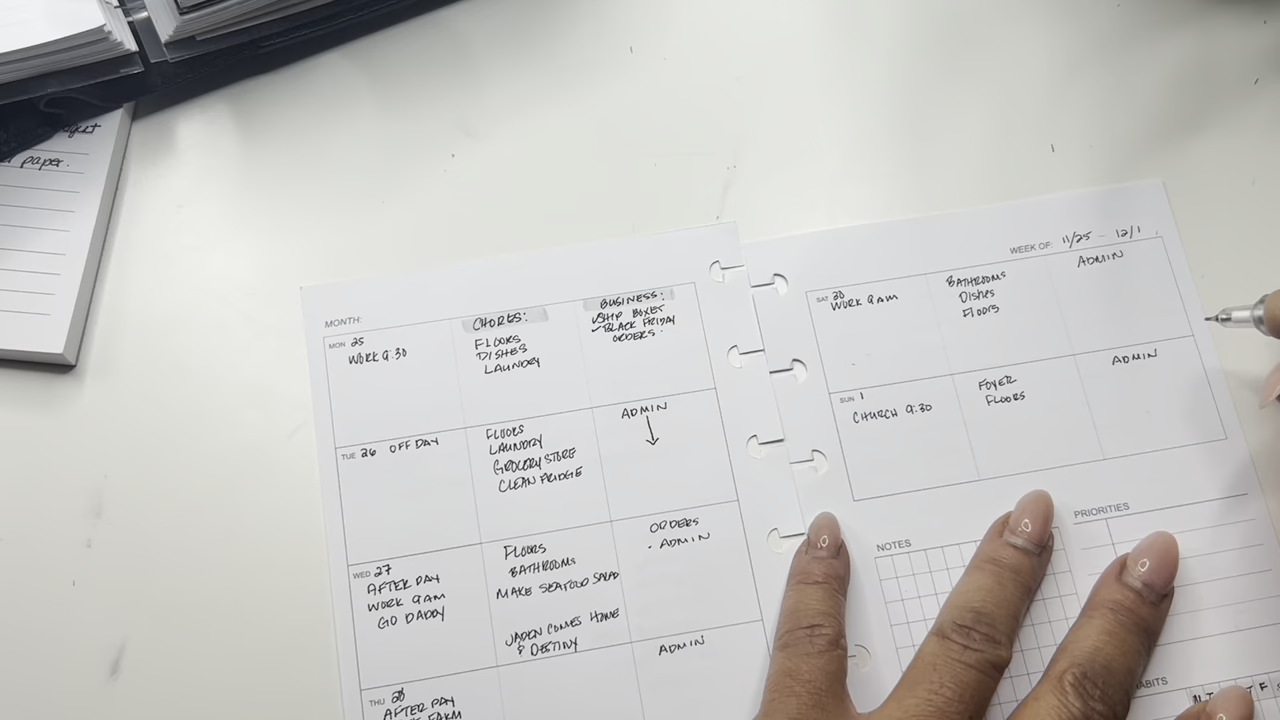 paper.
MONTH:
MON 25
WORK 9:30
CHORES:
FLOORS
DISHES
LAUNDRY
BUSINESS:
SHIP BOXES
BLACK FRIDAY
ORDERS
TUE 26 OFF DAY
FLOORS
LAUNDRY
GROCERY STORE
CLEAN FRIDGE
ADMIN
WED 27
AFTER DAY
WORK 9AM
GO DADDY
FLOORS
BATHROOMS
MAKE SEAFOOD SALAD
JADEN COMES HOME
& DESTINY
ORDERS
· ADMIN
THU 28
AFTER DAY
FARM
ADMIN
WEEK OF: 11/25 - 12/1
SAT 30
WORK 9AM
BATHROOMS
DISHES
FLOORS
ADMIN
SUN 1
CHURCH 9:30
FOYER
FLOORS
ADMIN
NOTES
PRIORITIES